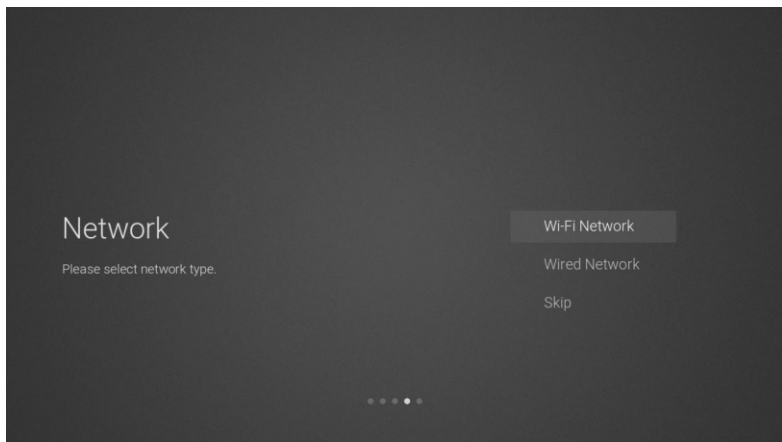 Network
Please select network type.
Wi-Fi Network
Wired Network
Skip